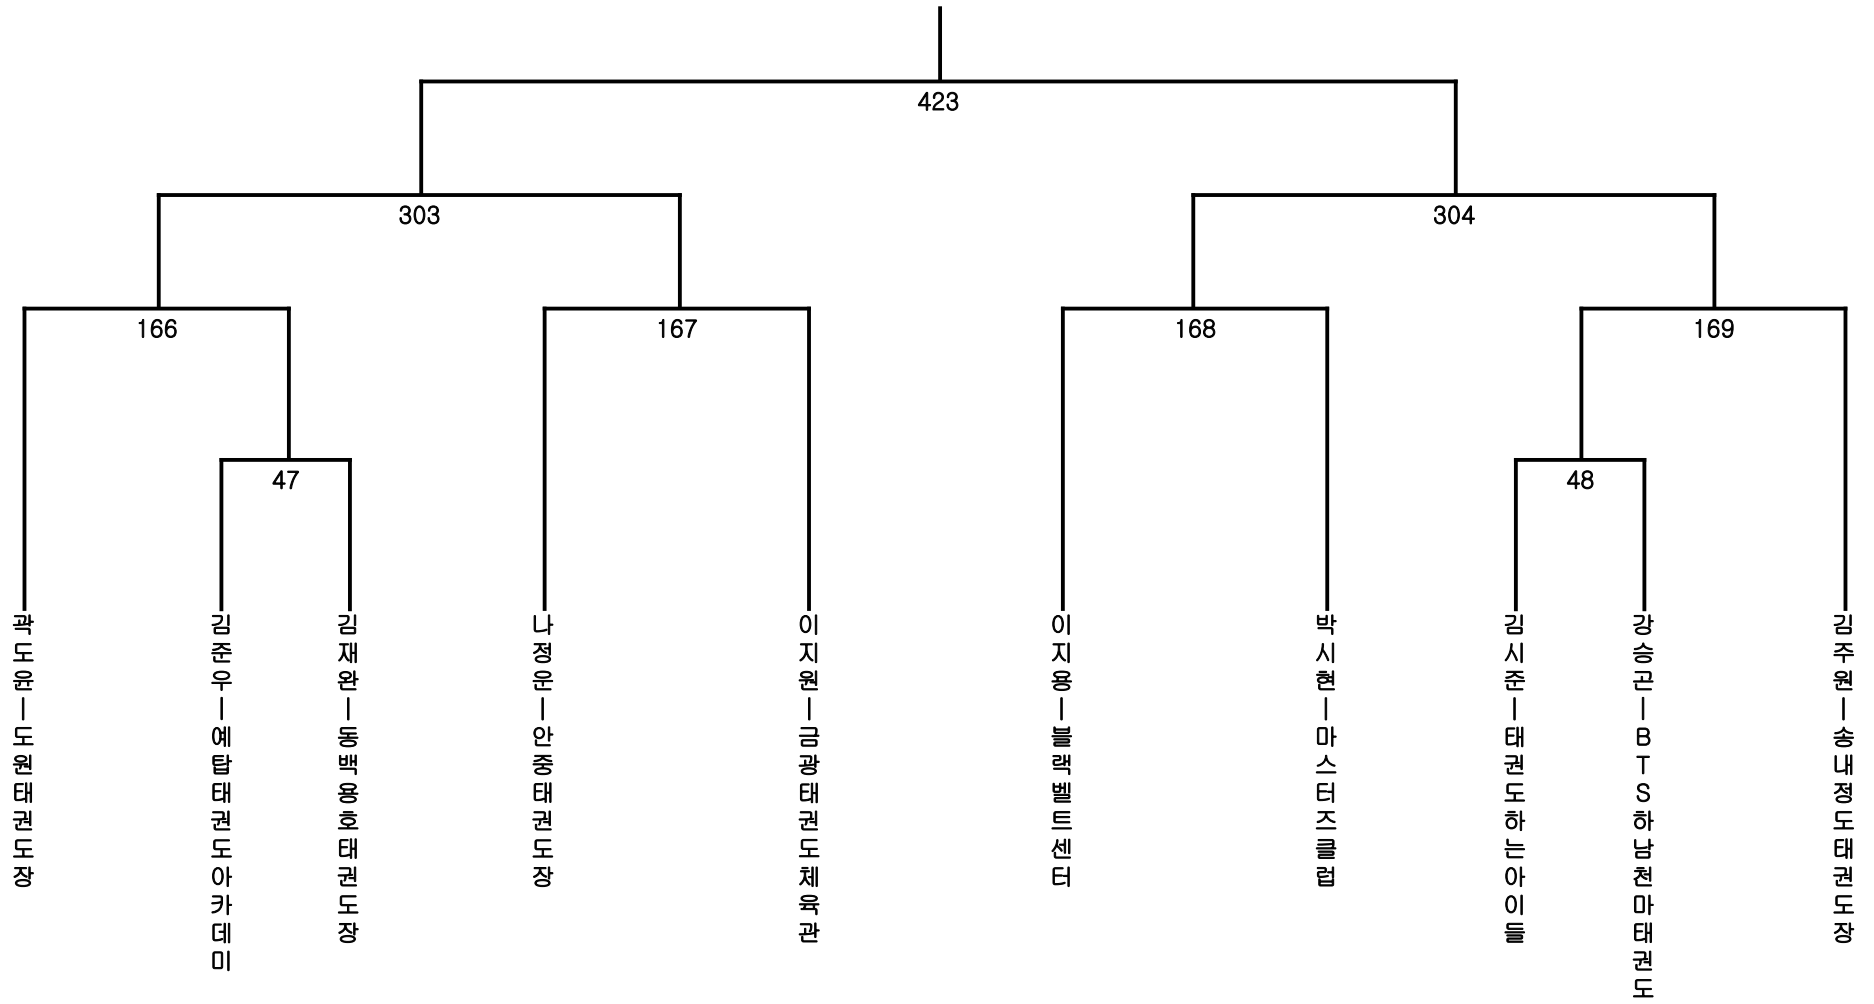 423
303
304
166
167
168
169
47
48
곽도윤-도원태권도장
김준우-예탑태권도아카데미
김재완-동백용호태권도장
나정운-안중태권도장
이지원-금광태권도체육관
이지용-블랙벨트센터
박시현-마스터즈클럽
김시준-태권도하는아이들
강승곤-BTS하남천마태권도
김주원-송내정도태권도장